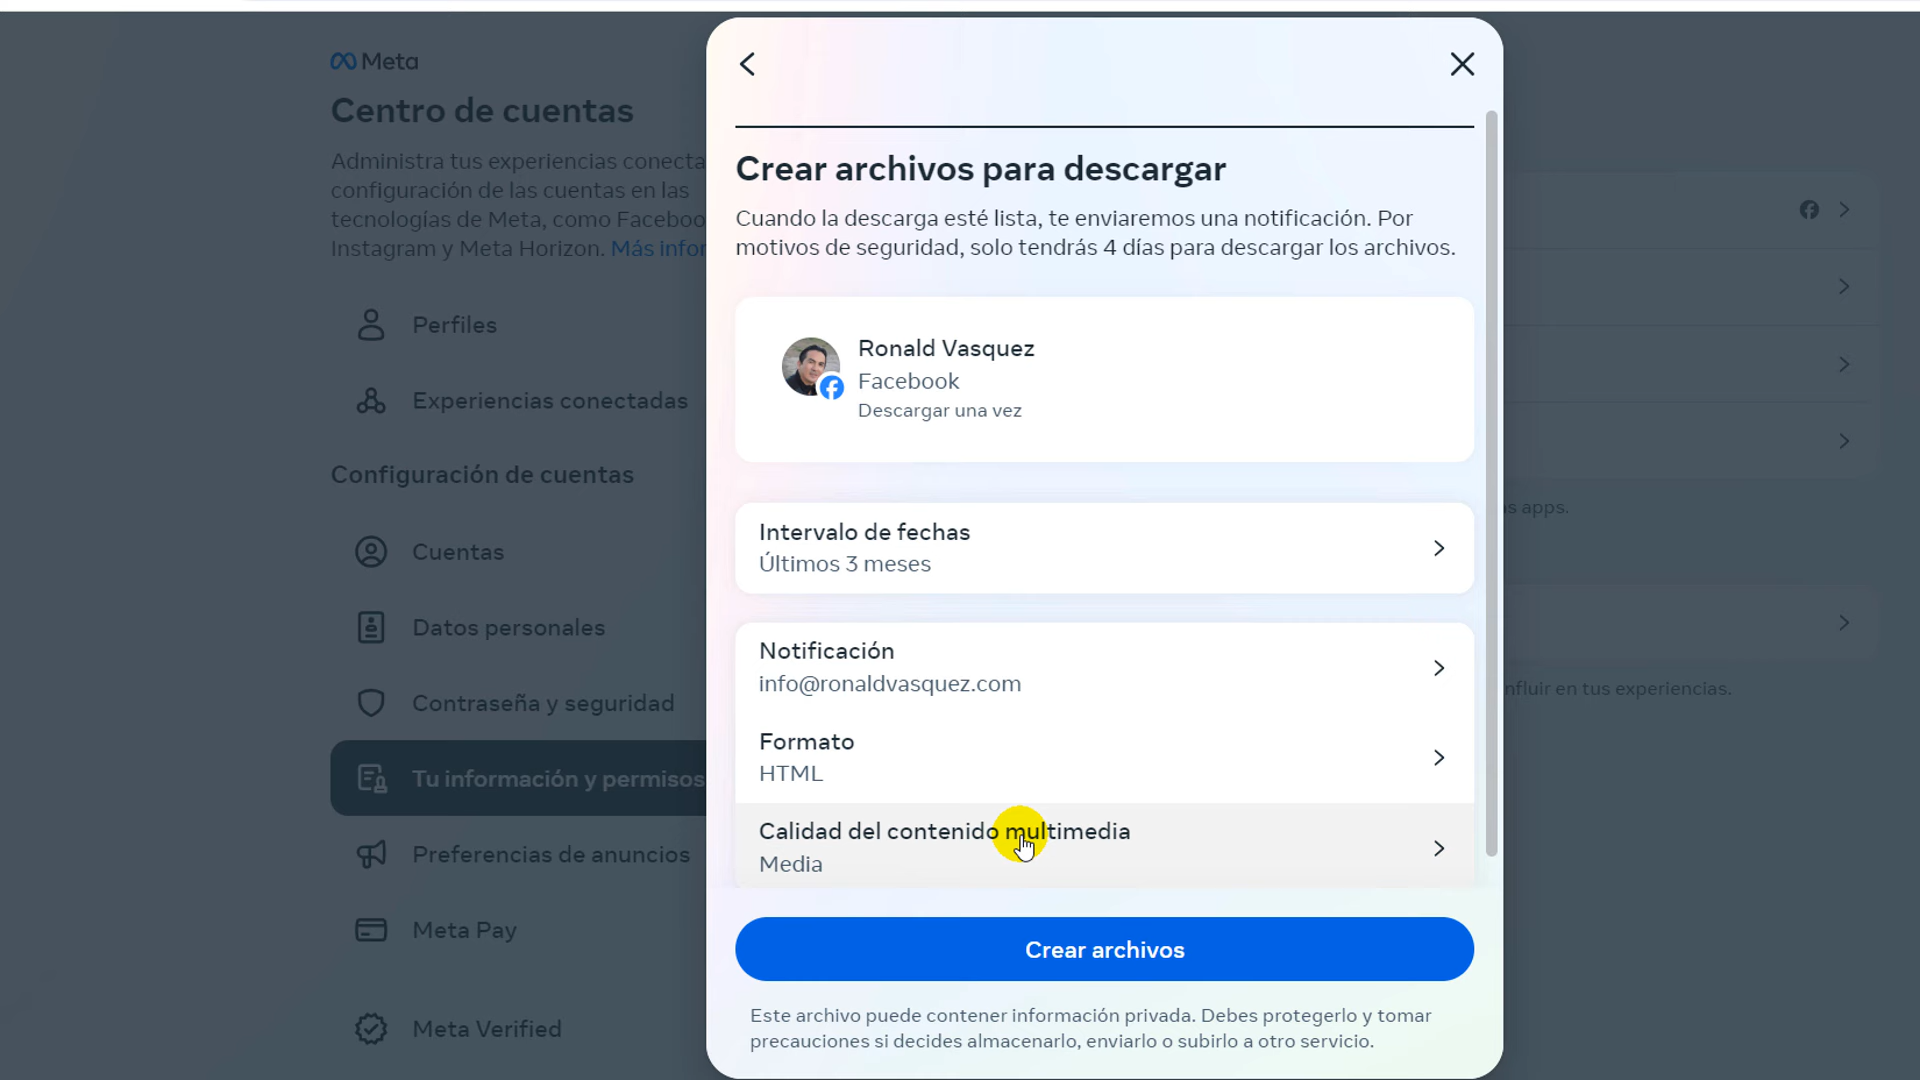 Meta
Centro de cuentas
Administra tus experiencias conecta
configuración de las cuentas en las
tecnologías de Meta, como Faceboo
Instagram y Meta Horizon. Más infor
Perfiles
Experiencias conectadas
Configuración de cuentas
Cuentas
Datos personales
Contraseña y seguridad
Tu información y permisos
Preferencias de anuncios
Meta Pay
Meta Verified
Crear archivos para descargar
Cuando la descarga esté lista, te enviaremos una notificación. Por
motivos de seguridad, solo tendrás 4 días para descargar los archivos.
Ronald Vasquez
Facebook
Descargar una vez
Intervalo de fechas
Últimos 3 meses
Notificación
info@ronaldvasquez.com
Formato
HTML
Calidad del contenido multimedia
Media
Crear archivos
Este archivo puede contener información privada. Debes protegerlo y tomar
precauciones si decides almacenarlo, enviarlo o subirlo a otro servicio.
s apps.
nfluir en tus experiencias.